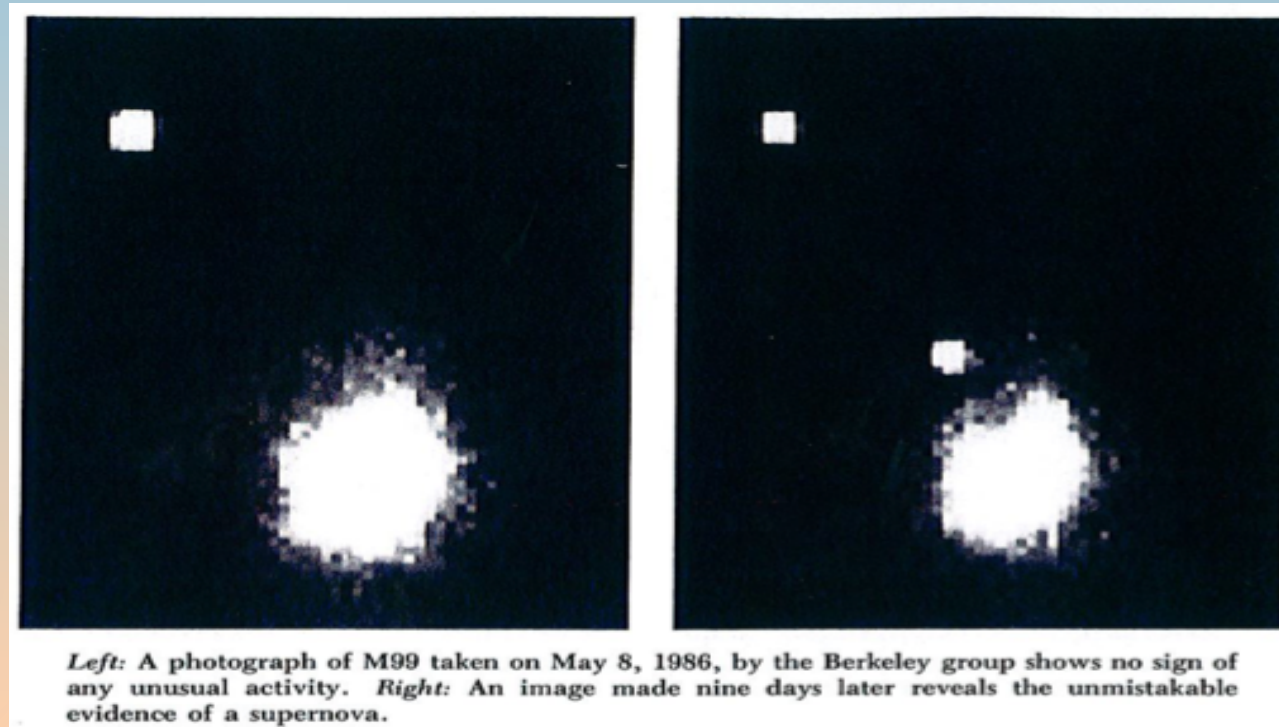 Left: A photograph of M99 taken on May 8, 1986, by the Berkeley group shows no sign of
any unusual activity. Right: An image made nine days later reveals the unmistakable
evidence of a supernova.